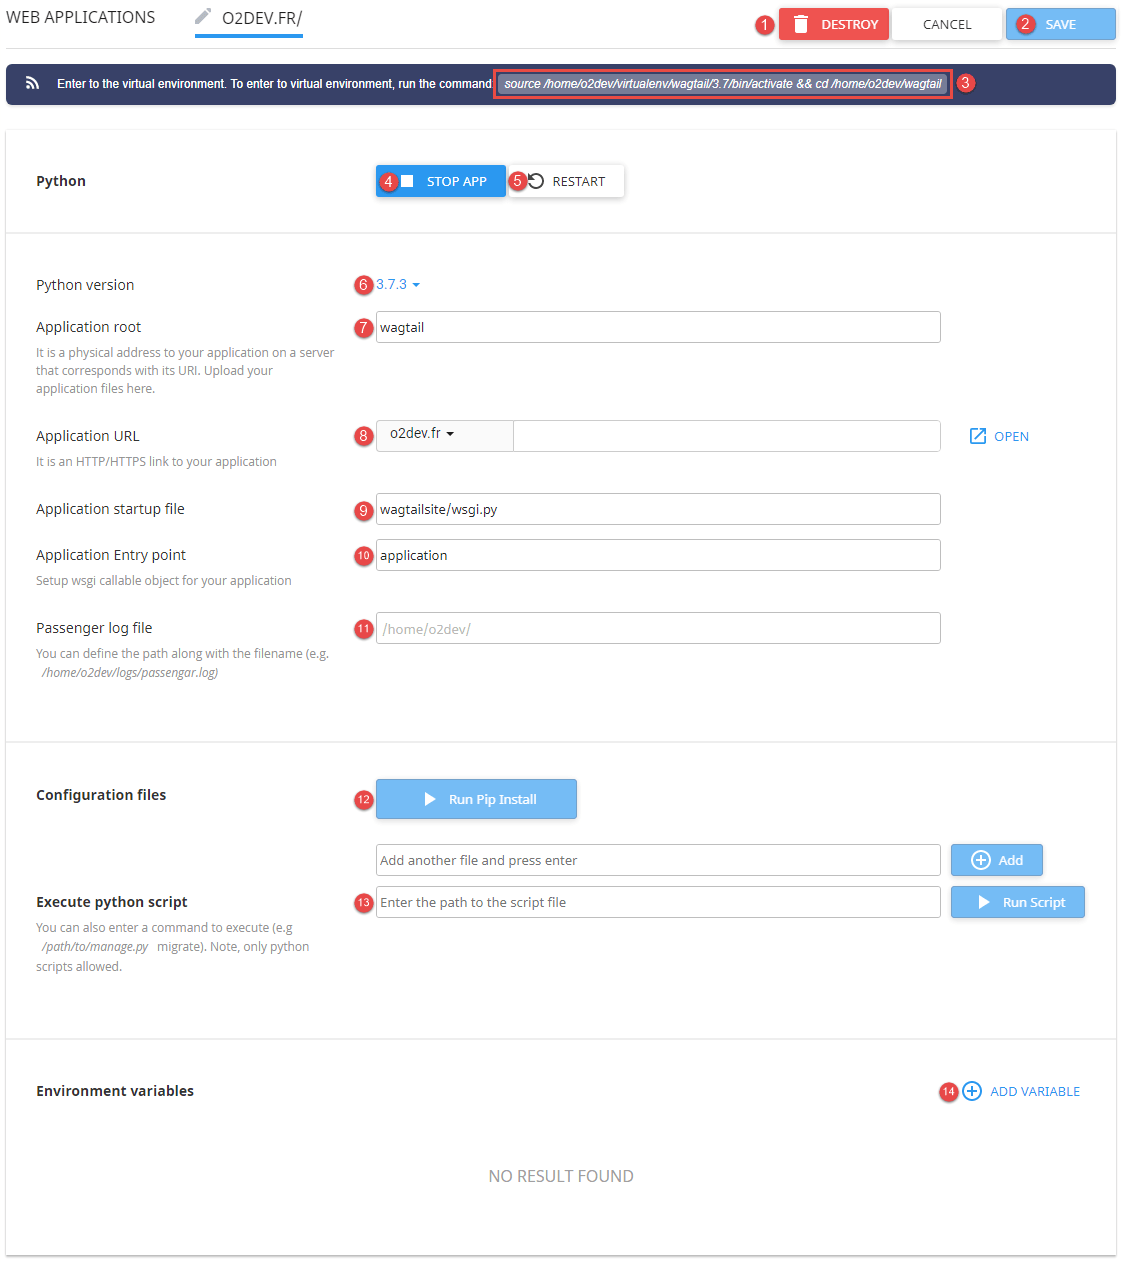 WEB APPLICATIONS
O2DEV.FR/
1
DESTROY
CANCEL
2
SAVE
Enter to the virtual environment. To enter to virtual environment, run the command: source /home/o2dev/virtualenv/wagtail/3.7/bin/activate && cd /home/o2dev/wagtail
3
Python
4
STOP APP
5
RESTART
Python version
6
3.7.3
Application root
7
wagtail
It is a physical address to your application on a server
that corresponds with its URI. Upload your
application files here.
Application URL
8
o2dev.fr
OPEN
It is an HTTP/HTTPS link to your application
Application startup file
9
wagtailsite/wsgi.py
Application Entry point
10
application
Setup wsgi callable object for your application
Passenger log file
11
/home/o2dev/
You can define the path along with the filename (e.g.
/home/o2dev/logs/passengar.log)
Configuration files
12
Run Pip Install
Add another file and press enter
Add
Execute python script
13
Enter the path to the script file
Run Script
You can also enter a command to execute (e.g
/path/to/manage.py migrate). Note, only python
scripts allowed.
Environment variables
14
ADD VARIABLE
NO RESULT FOUND